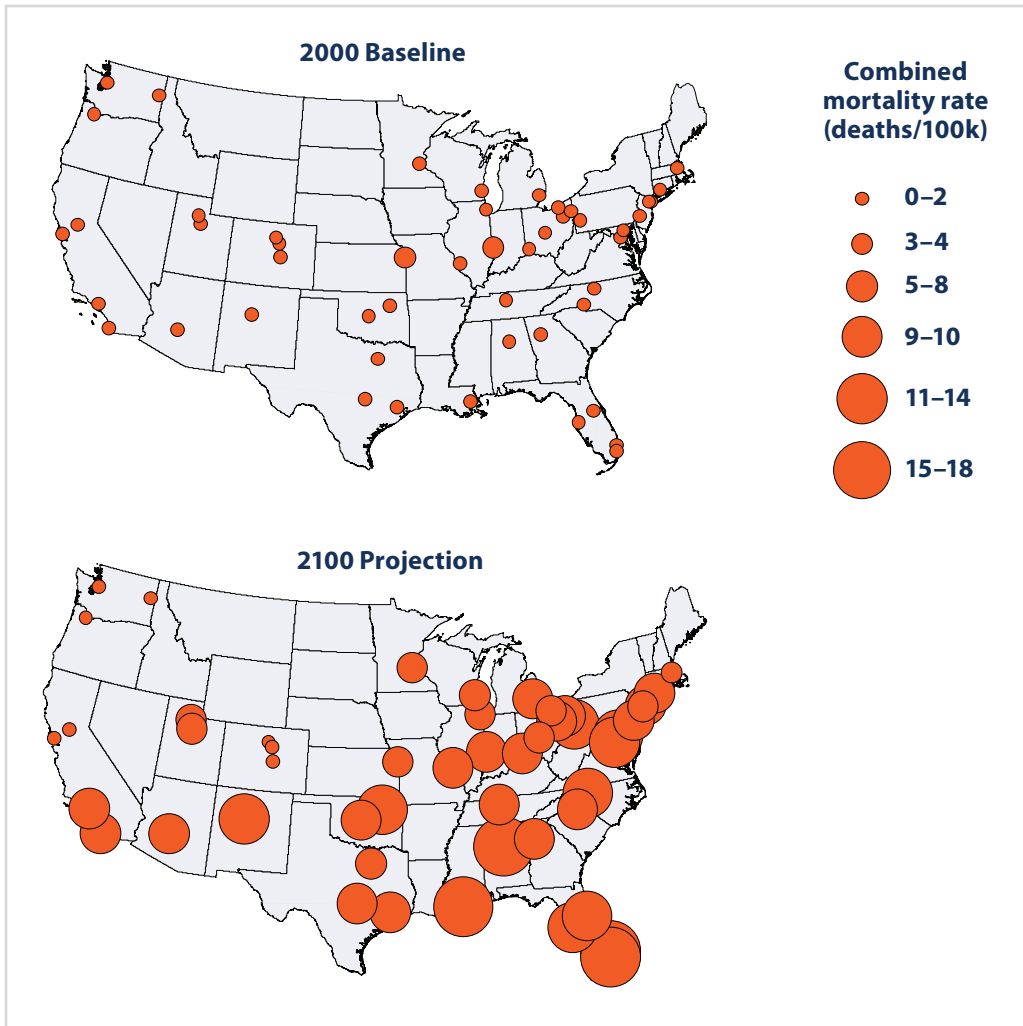 2000 Baseline
Combined
mortality rate
(deaths/100k)
0–2
3–4
5–8
9–10
11–14
15–18
2100 Projection